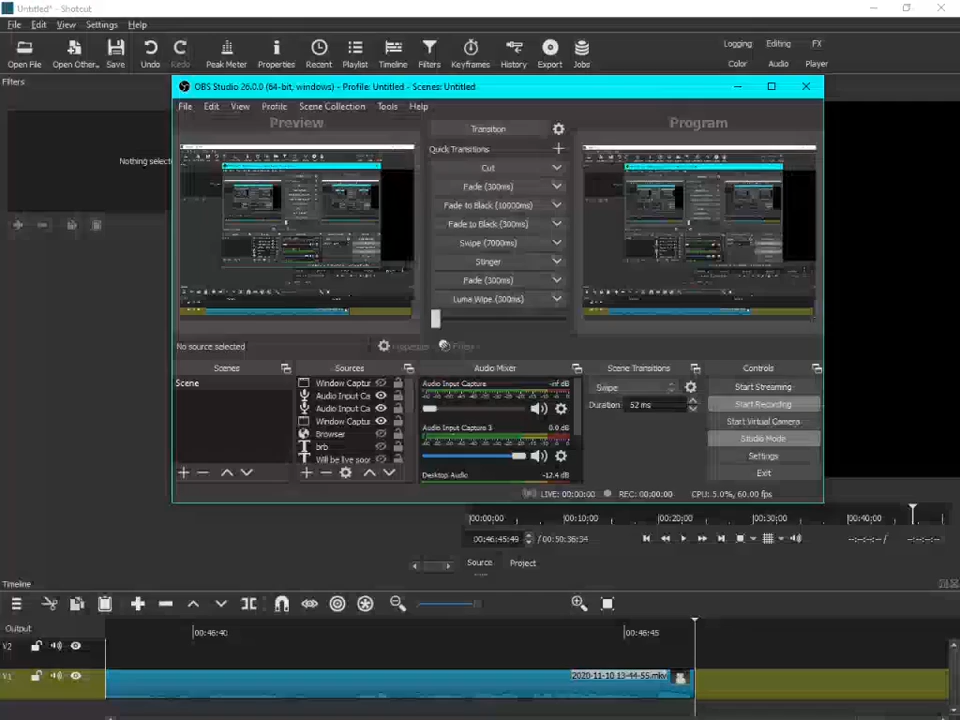 Untitled* - Shotcut
File Edit View Settings Help
Open File Open Other.. Save Undo Redo Peak Meter Properties Recent Playlist Timeline Filters Keyframes History Export Jobs
Logging Editing FX
Color Audio Player
Filters
Nothing selec
OBS Studio 26.0.0 (64-bit, windows) - Profile: Untitled - Scenes: Untitled
File Edit View Profile Scene Collection Tools Help
Preview
Transition
Program
Quick Transitions
Cut
Fade (300ms)
Fade to Black (10000ms)
Fade to Black (300ms)
Swipe (7000ms)
Stinger
Fade (300ms)
Luma Wipe (300ms)
No source selected
Properties Filters
Scenes Sources Audio Mixer Scene Transitions Controls
Scene
Window Captur
Audio Input Ca
Audio Input Ca
Window Captur
Browser
brb
Will be live soor
Audio Input Capture -inf dB
Audio Input Capture 3 0.0 dB
Desktop Audio -12.4 dB
Swipe
Duration 52 ms
Start Streaming
Start Recording
Start Virtual Camera
Studio Mode
Settings
Exit
LIVE: 00:00:00 REC: 00:00:00 CPU: 5.0%, 60.00 fps
00:00:00 00:00:10 00:00:20 00:00:30 00:00:40
00:46:45:49 / 00:50:36:34 --:--:--:-- / --:--:--:--
Source Project
Timeline
Output
00:46:40 00:46:45
V2
V1
2020-11-10 13-44-55.mkv